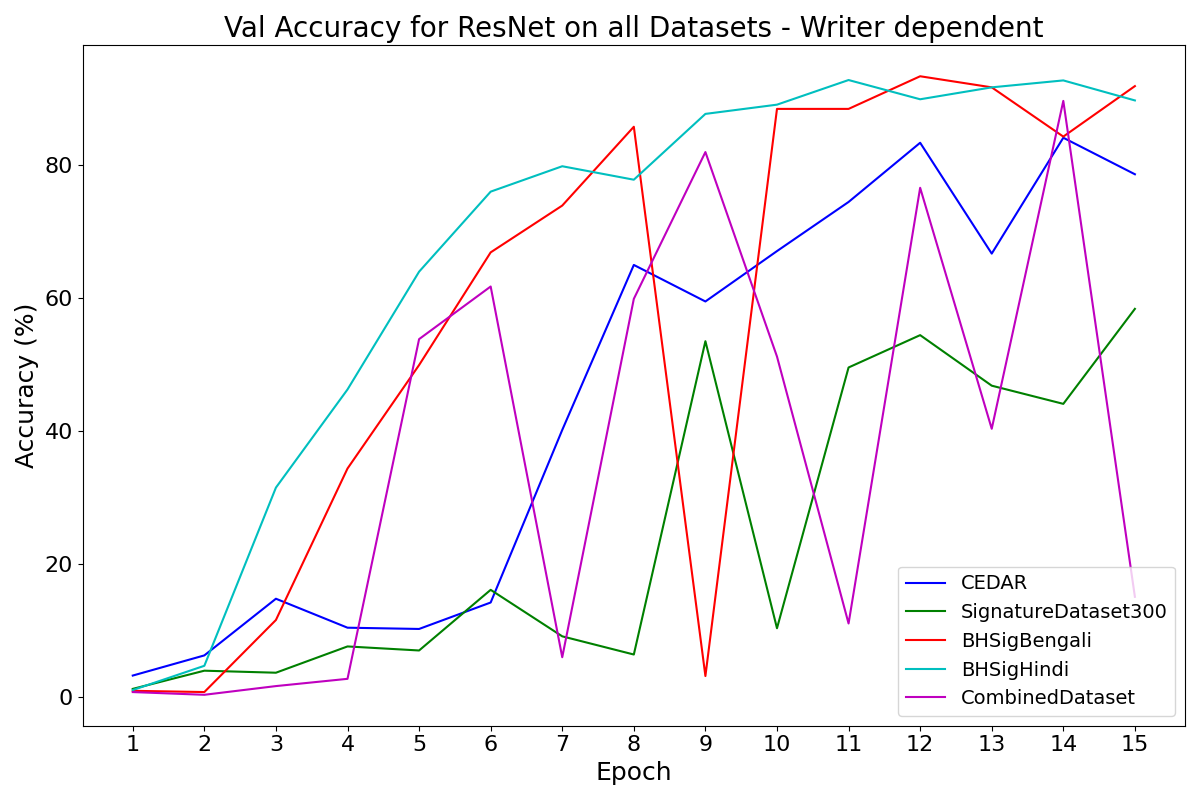 Val Accuracy for ResNet on all Datasets - Writer dependent
Accuracy (%)
80
60
40
20
0
CEDAR
SignatureDataset300
BHSigBengali
BHSigHindi
CombinedDataset
1 2 3 4 5 6 7 8 9 10 11 12 13 14 15
Epoch